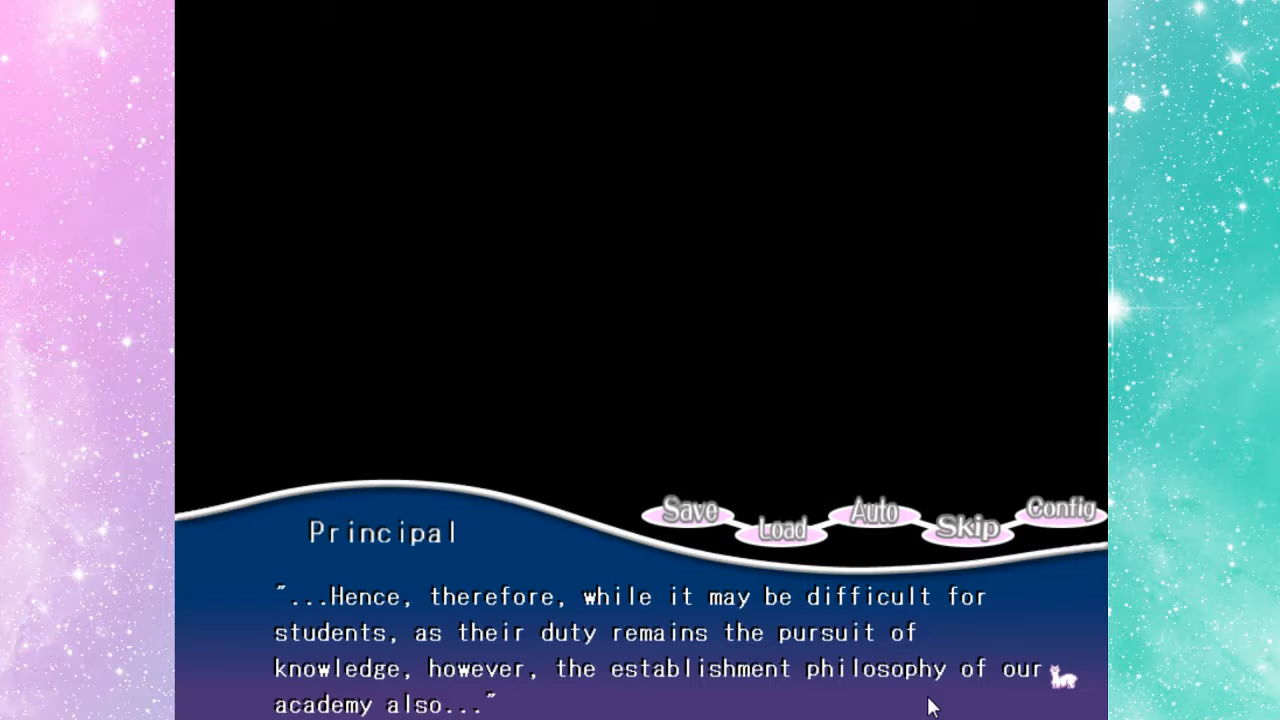 Save
Load
Auto
Skip
Config
Principal
"...Hence, therefore, while it may be difficult for
students, as their duty remains the pursuit of
knowledge, however, the establishment philosophy of our
academy also..."